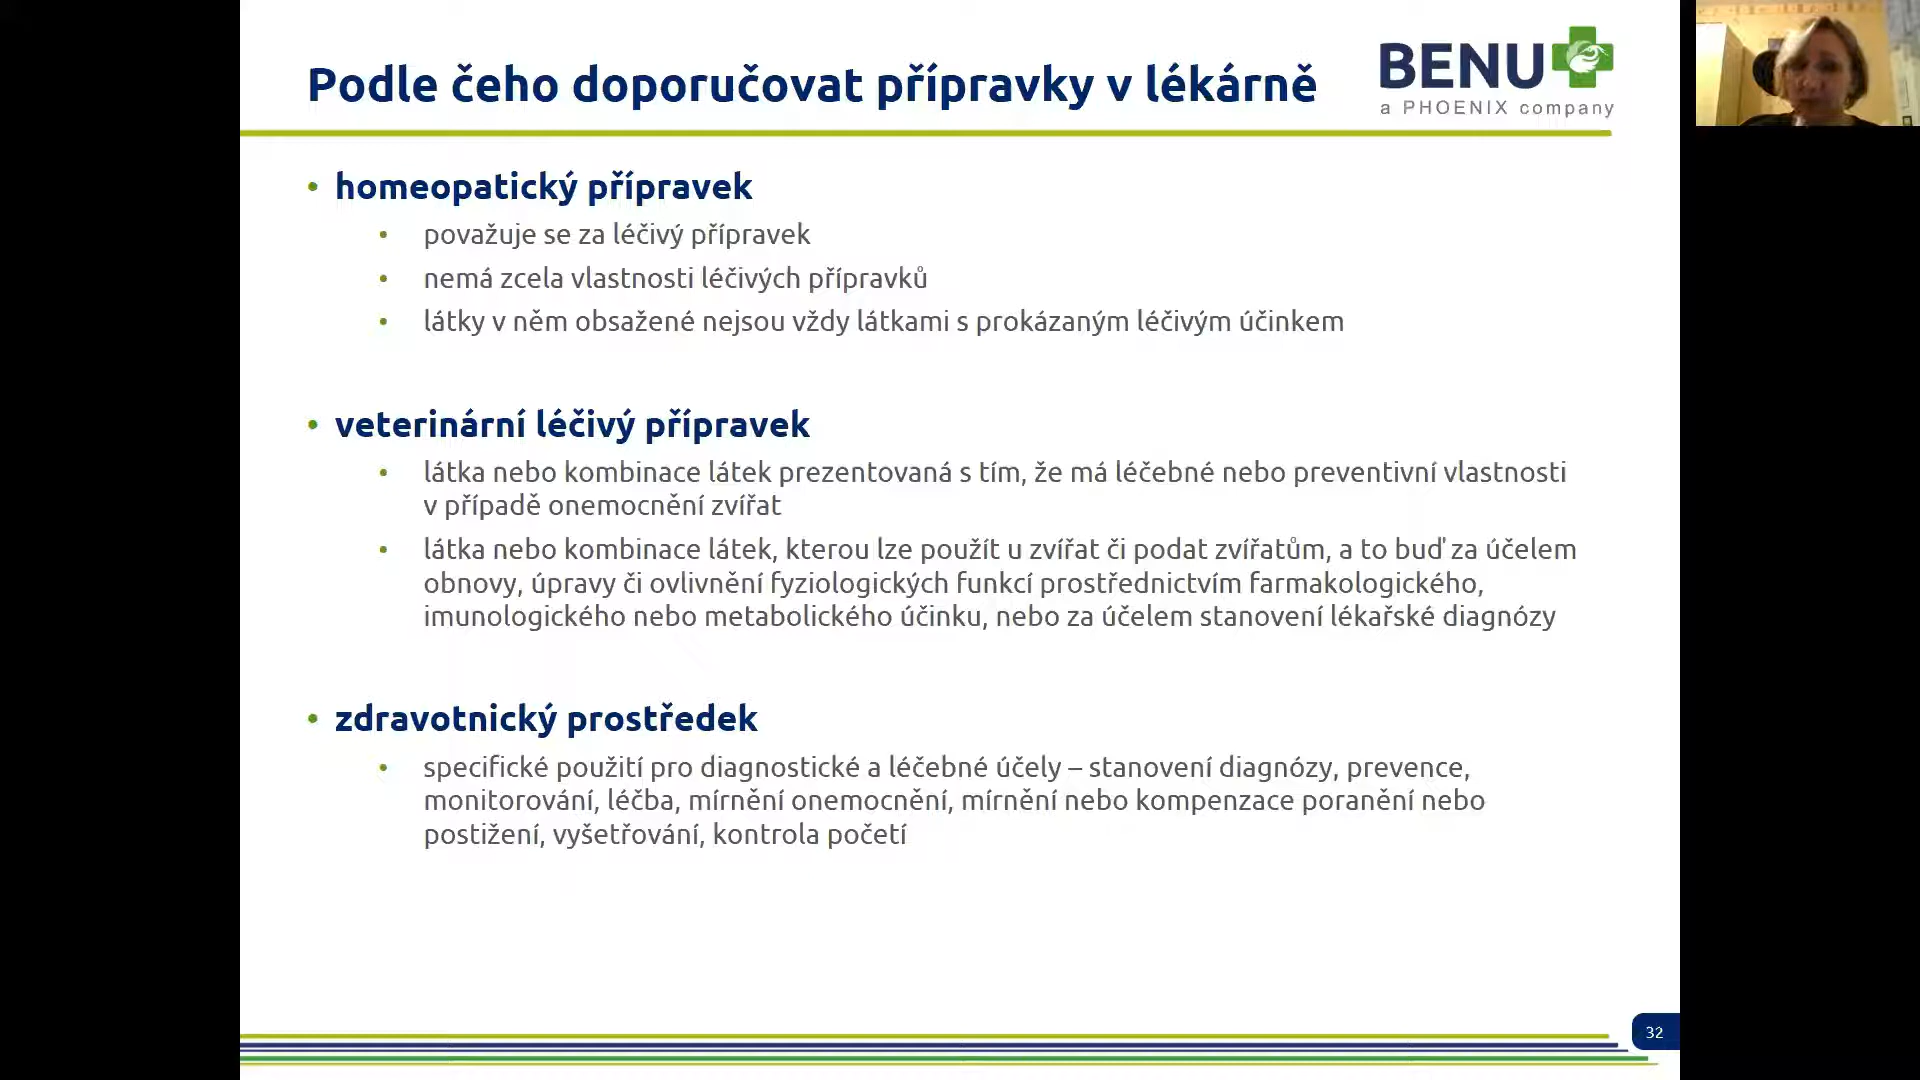 Podle čeho doporučovat přípravky v lékárně
BENU
a PHOENIX company
• homeopatický přípravek
• považuje se za léčivý přípravek
• nemá zcela vlastnosti léčivých přípravků
• látky v něm obsažené nejsou vždy látkami s prokázaným léčivým účinkem
• veterinární léčivý přípravek
• látka nebo kombinace látek prezentovaná s tím, že má léčebné nebo preventivní vlastnosti
v případě onemocnění zvířat
• látka nebo kombinace látek, kterou lze použít u zvířat či podat zvířatům, a to buď za účelem
obnovy, úpravy či ovlivnění fyziologických funkcí prostřednictvím farmakologického,
imunologického nebo metabolického účinku, nebo za účelem stanovení lékařské diagnózy
• zdravotnický prostředek
• specifické použití pro diagnostické a léčebné účely – stanovení diagnózy, prevence,
monitorování, léčba, mírnění onemocnění, mírnění nebo kompenzace poranění nebo
postižení, vyšetřování, kontrola početí
32